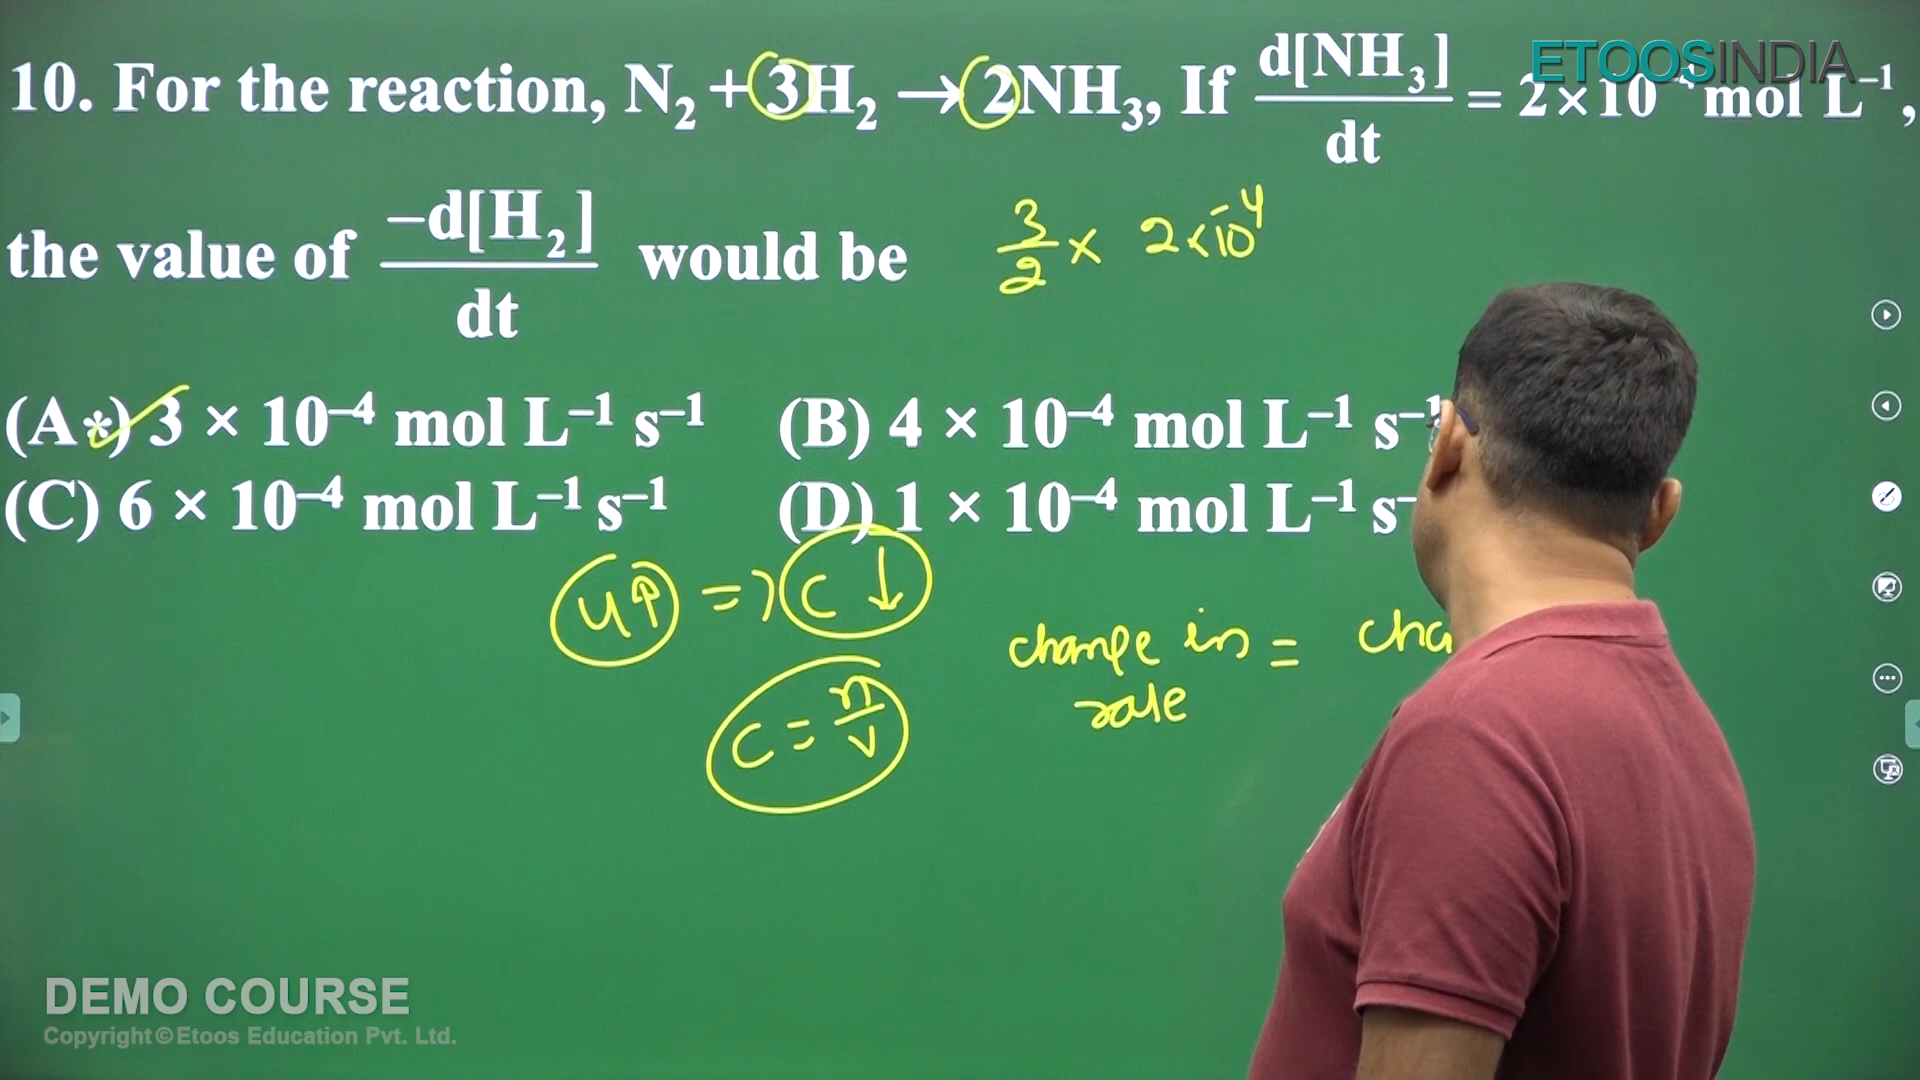 ETOOSINDIA
10. For the reaction, N₂ + 3H₂ → 2NH₃, If d[NH₃]/dt = 2×10⁻⁴ mol L⁻¹,
the value of –d[H₂]/dt would be
3/2 × 2×10⁻⁴
(A*) 3 × 10⁻⁴ mol L⁻¹ s⁻¹ (B) 4 × 10⁻⁴ mol L⁻¹ s⁻¹
(C) 6 × 10⁻⁴ mol L⁻¹ s⁻¹ (D) 1 × 10⁻⁴ mol L⁻¹ s⁻
C ↓
change in = cha
rate
C = n/v
DEMO COURSE
Copyright © Etoos Education Pvt. Ltd.